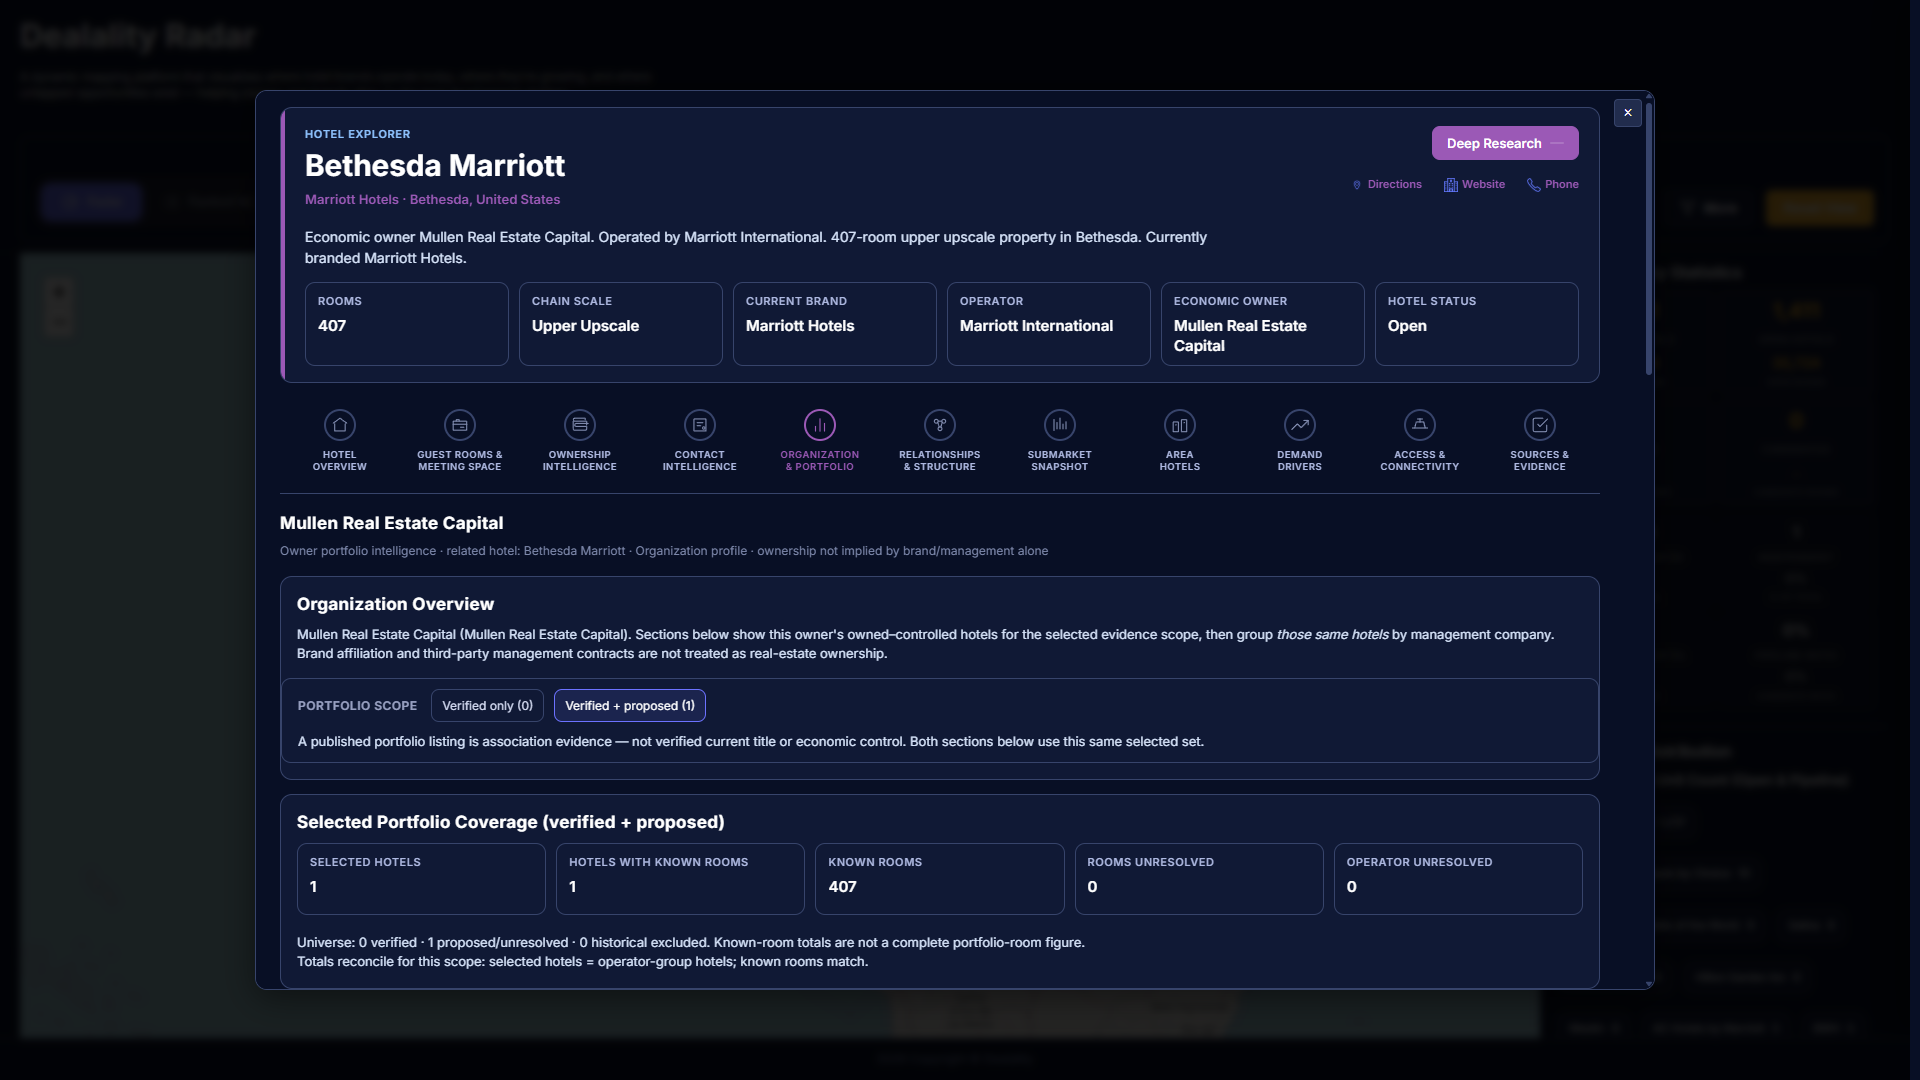 Dealality Radar
HOTEL EXPLORER
Bethesda Marriott
Marriott Hotels · Bethesda, United States
Deep Research —
Directions
Website
Phone
Economic owner Mullen Real Estate Capital. Operated by Marriott International. 407-room upper upscale property in Bethesda. Currently
branded Marriott Hotels.
ROOMS
407
CHAIN SCALE
Upper Upscale
CURRENT BRAND
Marriott Hotels
OPERATOR
Marriott International
ECONOMIC OWNER
Mullen Real Estate
Capital
HOTEL STATUS
Open
HOTEL
OVERVIEW
GUEST ROOMS &
MEETING SPACE
OWNERSHIP
INTELLIGENCE
CONTACT
INTELLIGENCE
ORGANIZATION
& PORTFOLIO
RELATIONSHIPS
& STRUCTURE
SUBMARKET
SNAPSHOT
AREA
HOTELS
DEMAND
DRIVERS
ACCESS &
CONNECTIVITY
SOURCES &
EVIDENCE
Mullen Real Estate Capital
Owner portfolio intelligence · related hotel: Bethesda Marriott · Organization profile · ownership not implied by brand/management alone
Organization Overview
Mullen Real Estate Capital (Mullen Real Estate Capital). Sections below show this owner's owned–controlled hotels for the selected evidence scope, then group those same hotels by management company.
Brand affiliation and third-party management contracts are not treated as real-estate ownership.
PORTFOLIO SCOPE
Verified only (0)
Verified + proposed (1)
A published portfolio listing is association evidence — not verified current title or economic control. Both sections below use this same selected set.
Selected Portfolio Coverage (verified + proposed)
SELECTED HOTELS
1
HOTELS WITH KNOWN ROOMS
1
KNOWN ROOMS
407
ROOMS UNRESOLVED
0
OPERATOR UNRESOLVED
0
Universe: 0 verified · 1 proposed/unresolved · 0 historical excluded. Known-room totals are not a complete portfolio-room figure.
Totals reconcile for this scope: selected hotels = operator-group hotels; known rooms match.